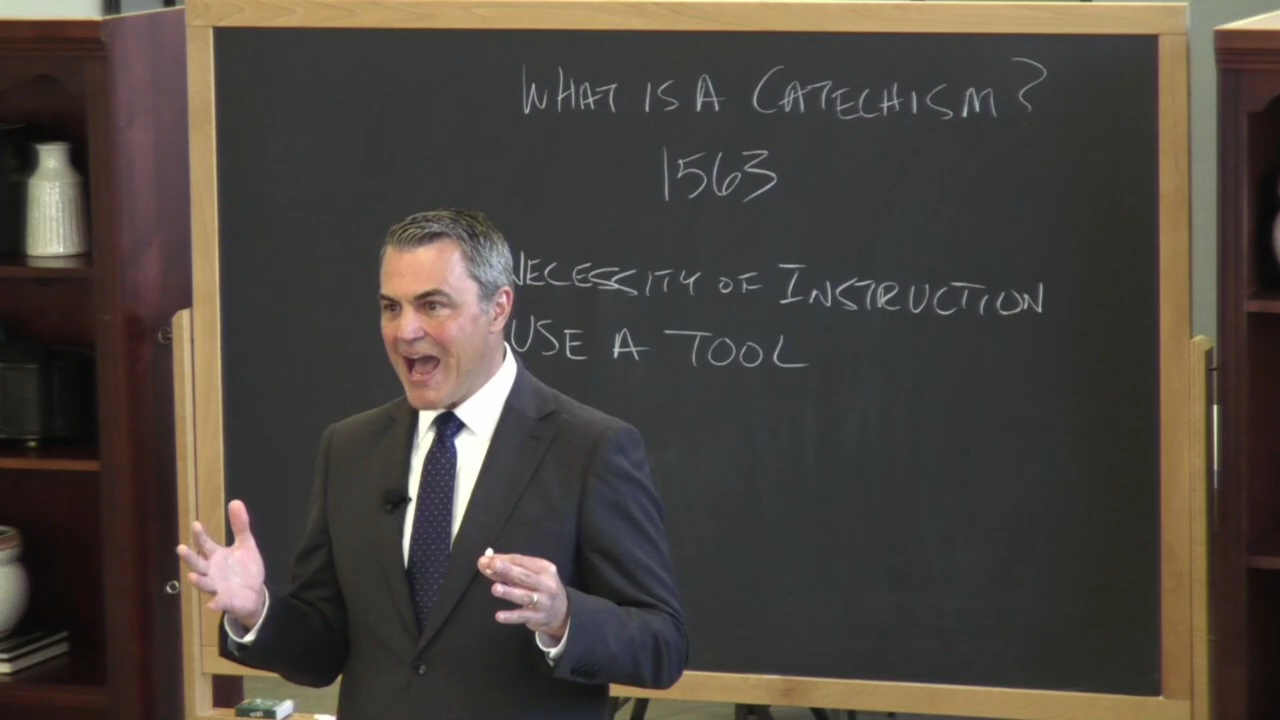 WHAT IS A CATECHISM?
1563
NECESSITY OF INSTRUCTION
USE A TOOL